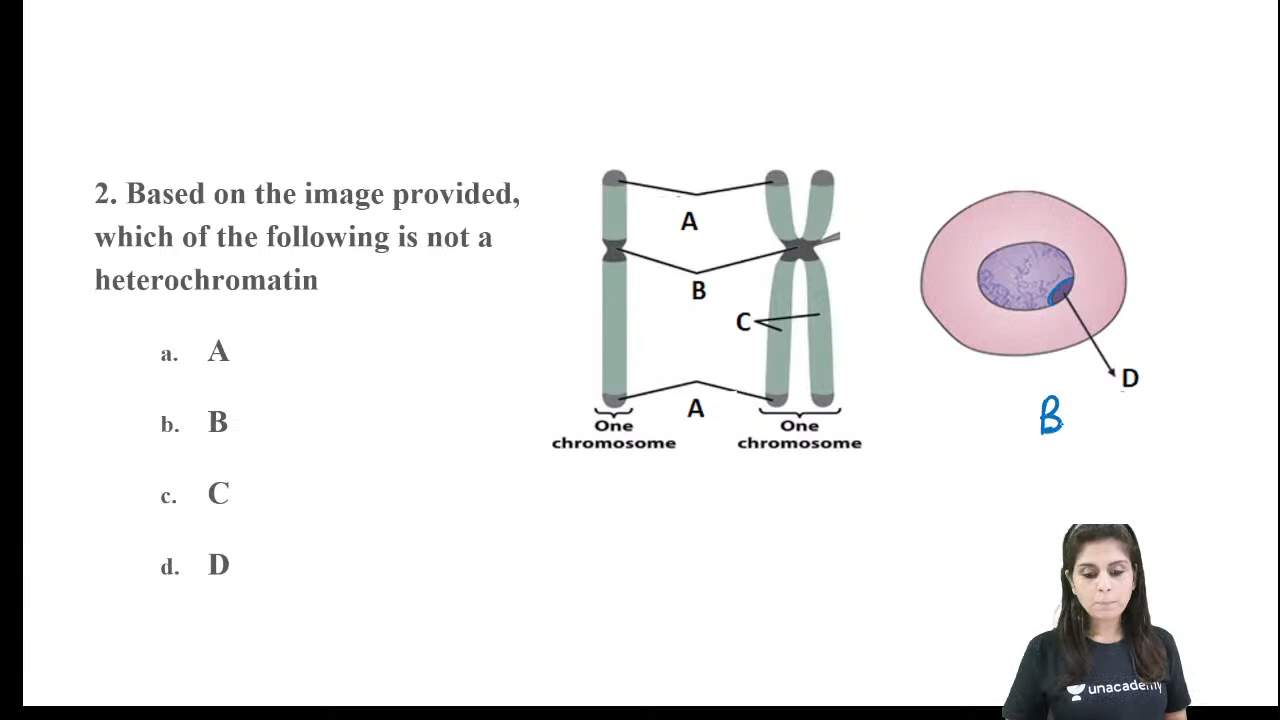 2. Based on the image provided,
which of the following is not a
heterochromatin
a. A
b. B
c. C
d. D
A
B
C
A
One
chromosome
One
chromosome
D
B
unacademy